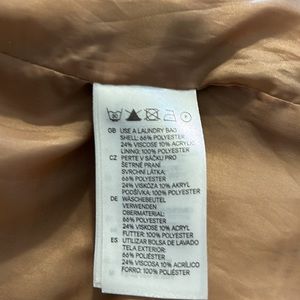 GB USE A LAUNDRY BAG
SHELL: 66% POLYESTER
24% VISCOSE 10% ACRYLIC
LINING: 100% POLYESTER
CZ PERTE V SÁČKU PRO
ŠETRNÉ PRANÍ
SVRCHNÍ LÁTKA:
66% POLYESTER
24% VISKÓZA 10% AKRYL
PODŠÍVKA: 100% POLYESTER
DE WÄSCHEBEUTEL
VERWENDEN
OBERMATERIAL:
66% POLYESTER
24% VISKOSE 10% ACRYL
FUTTER: 100% POLYESTER
ES UTILIZAR BOLSA DE LAVADO
TELA EXTERIOR:
66% POLIÉSTER
24% VISCOSA 10% ACRÍLICO
FORRO: 100% POLIÉSTER